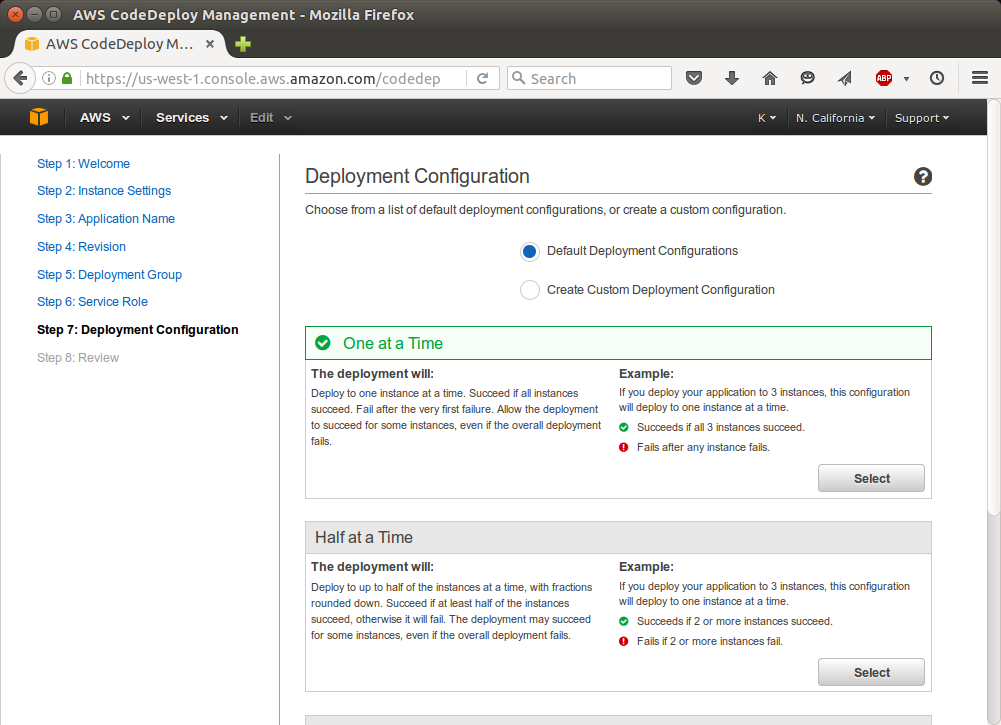 AWS CodeDeploy Management - Mozilla Firefox
AWS CodeDeploy M...
https://us-west-1.console.aws.amazon.com/codedep
Search
ABP
AWS
Services
Edit
K
N. California
Support
Step 1: Welcome
Step 2: Instance Settings
Step 3: Application Name
Step 4: Revision
Step 5: Deployment Group
Step 6: Service Role
Step 7: Deployment Configuration
Step 8: Review
Deployment Configuration
?
Choose from a list of default deployment configurations, or create a custom configuration.
Default Deployment Configurations
Create Custom Deployment Configuration
One at a Time
The deployment will:
Deploy to one instance at a time. Succeed if all instances
succeed. Fail after the very first failure. Allow the deployment
to succeed for some instances, even if the overall deployment
fails.
Example:
If you deploy your application to 3 instances, this configuration
will deploy to one instance at a time.
Succeeds if all 3 instances succeed.
Fails after any instance fails.
Select
Half at a Time
The deployment will:
Deploy to up to half of the instances at a time, with fractions
rounded down. Succeed if at least half of the instances
succeed, otherwise it will fail. The deployment may succeed
for some instances, even if the overall deployment fails.
Example:
If you deploy your application to 3 instances, this configuration
will deploy to one instance at a time.
Succeeds if 2 or more instances succeed.
Fails if 2 or more instances fail.
Select